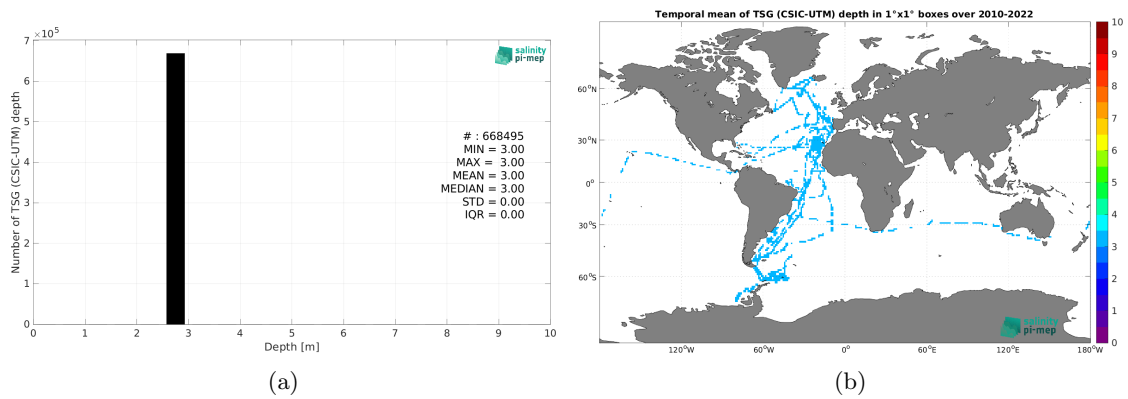 ×10⁵
7
6
5
4
3
2
1
0
Number of TSG (CSIC-UTM) depth
salinity
pi-mep
# : 668495
MIN = 3.00
MAX = 3.00
MEAN = 3.00
MEDIAN = 3.00
STD = 0.00
IQR = 0.00
0 1 2 3 4 5 6 7 8 9 10
Depth [m]
(a)
Temporal mean of TSG (CSIC-UTM) depth in 1°x1° boxes over 2010-2022
60°N
30°N
0°
30°S
60°S
120°W 60°W 0° 60°E 120°E 180°W
salinity
pi-mep
10
9
8
7
6
5
4
3
2
1
0
(b)